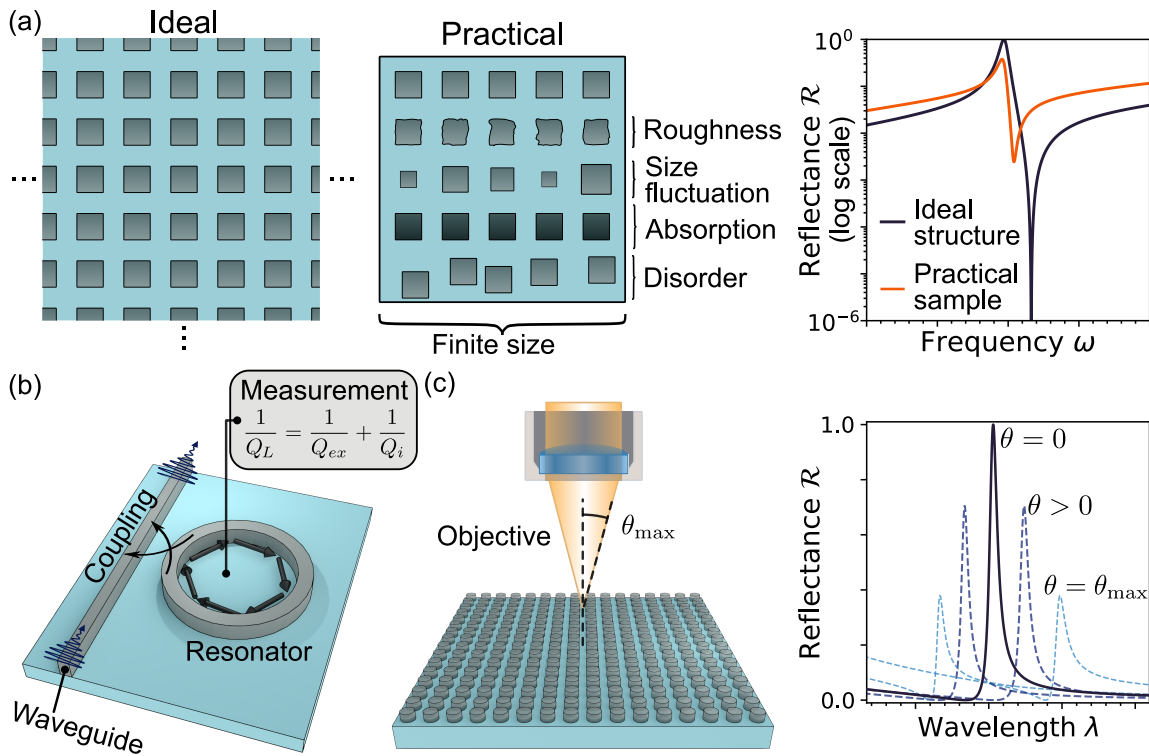 (a)
Ideal
Practical
Roughness
Size
fluctuation
Absorption
Disorder
Finite size
10^0
10^-6
Reflectance R
(log scale)
Ideal
structure
Practical
sample
Frequency ω
(b)
Measurement
1/Q_L = 1/Q_ex + 1/Q_i
Coupling
Resonator
Waveguide
(c)
Objective
θ_max
1.0
0.0
Reflectance R
θ = 0
θ > 0
θ = θ_max
Wavelength λ